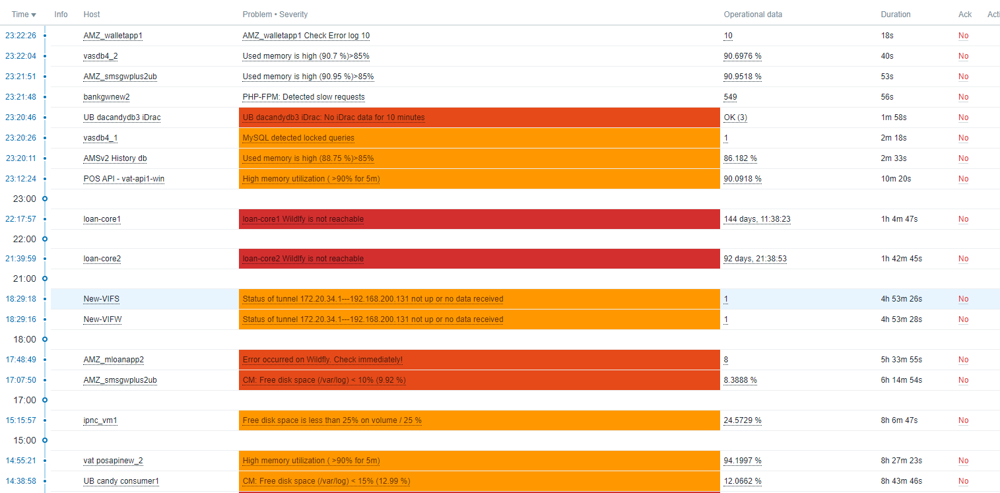 Time Info Host Problem • Severity Operational data Duration Ack Acti
23:22:26 AMZ_walletapp1 AMZ_walletapp1 Check Error log 10 10 18s No
23:22:04 vasdb4_2 Used memory is high (90.7 %)>85% 90.6976 % 40s No
23:21:51 AMZ_smsgwplus2ub Used memory is high (90.95 %)>85% 90.9518 % 53s No
23:21:48 bankgwnew2 PHP-FPM: Detected slow requests 549 56s No
23:20:46 UB dacandydb3 iDrac UB dacandydb3 iDrac: No iDrac data for 10 minutes OK (3) 1m 58s No
23:20:26 vasdb4_1 MySQL detected locked queries 1 2m 18s No
23:20:11 AMSv2 History db Used memory is high (88.75 %)>85% 86.182 % 2m 33s No
23:12:24 POS API - vat-api1-win High memory utilization ( >90% for 5m) 90.0918 % 10m 20s No
23:00
22:17:57 loan-core1 loan-core1 Wildlfy is not reachable 144 days, 11:38:23 1h 4m 47s No
22:00
21:39:59 loan-core2 loan-core2 Wildlfy is not reachable 92 days, 21:38:53 1h 42m 45s No
21:00
18:29:18 New-VIFS Status of tunnel 172.20.34.1---192.168.200.131 not up or no data received 1 4h 53m 26s No
18:29:16 New-VIFW Status of tunnel 172.20.34.1---192.168.200.131 not up or no data received 1 4h 53m 28s No
18:00
17:48:49 AMZ_mloanapp2 Error occurred on Wildfly. Check immediately! 8 5h 33m 55s No
17:07:50 AMZ_smsgwplus2ub CM: Free disk space (/var/log) < 10% (9.92 %) 8.3888 % 6h 14m 54s No
17:00
15:15:57 ipnc_vm1 Free disk space is less than 25% on volume / 25 % 24.5729 % 8h 6m 47s No
15:00
14:55:21 vat posapinew_2 High memory utilization ( >90% for 5m) 94.1997 % 8h 27m 23s No
14:38:58 UB candy consumer1 CM: Free disk space (/var/log) < 15% (12.99 %) 12.0662 % 8h 43m 46s No